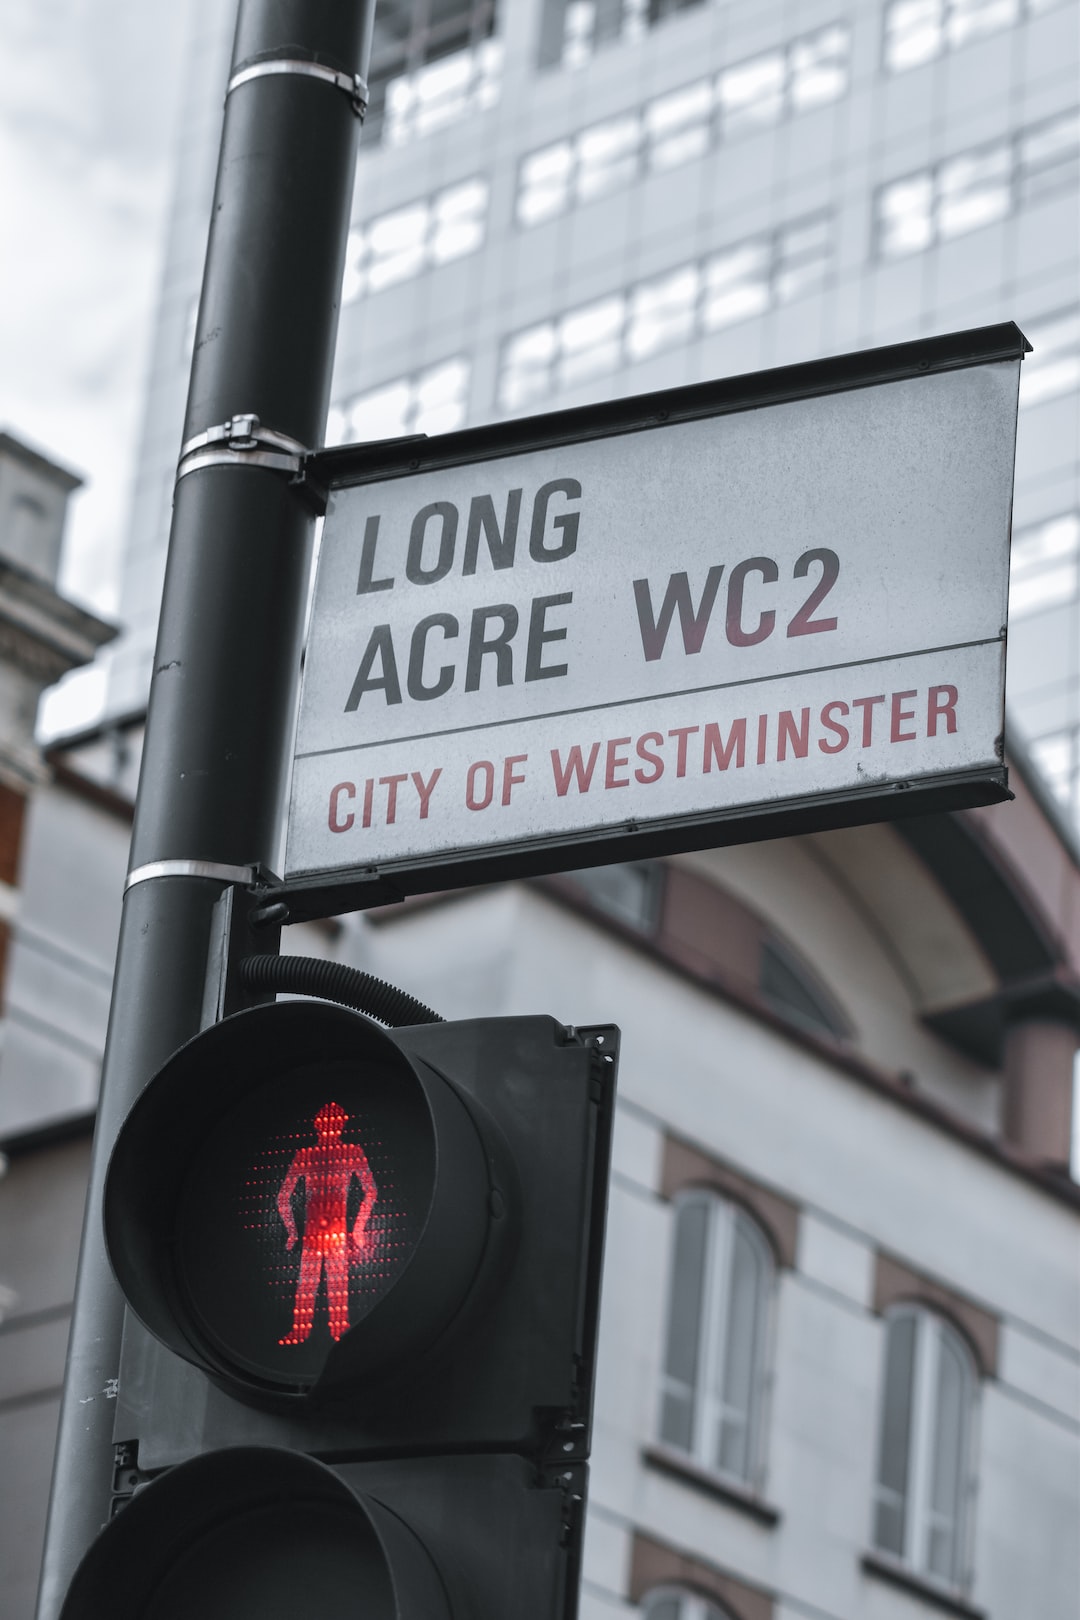 LONG
ACRE WC2
CITY OF WESTMINSTER